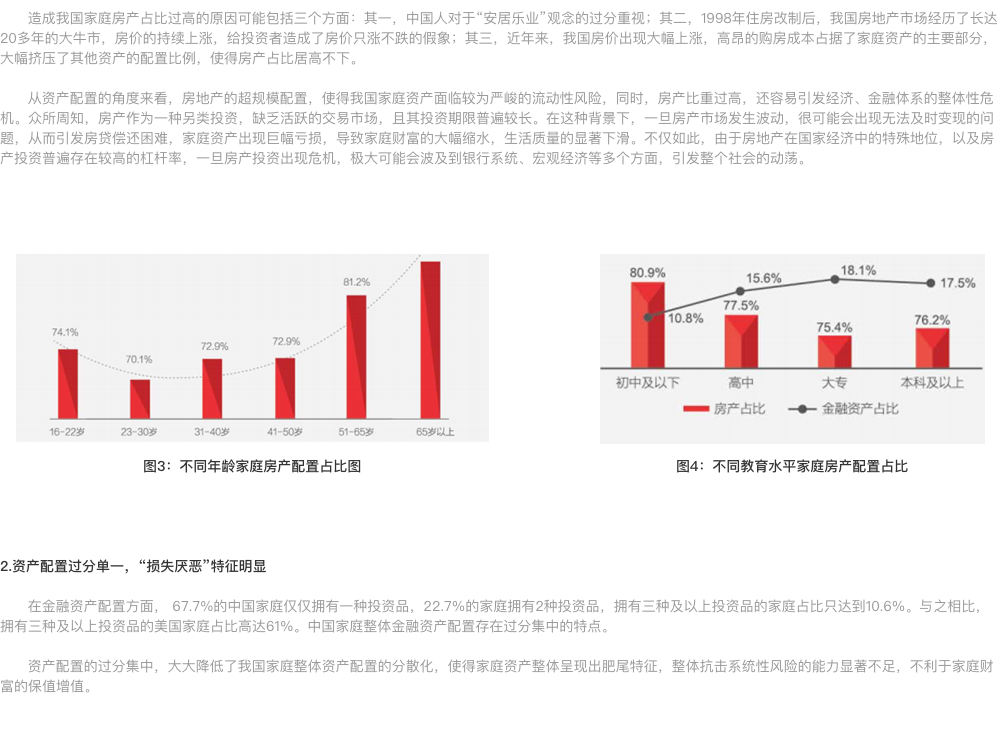 造成我国家庭房产占比过高的原因可能包括三个方面：其一，中国人对于“安居乐业”观念的过分重视；其二，1998年住房改制后，我国房地产市场经历了长达
20多年的大牛市，房价的持续上涨，给投资者造成了房价只涨不跌的假象；其三，近年来，我国房价出现大幅上涨，高昂的购房成本占据了家庭资产的主要部分，
大幅挤压了其他资产的配置比例，使得房产占比居高不下。
从资产配置的角度来看，房地产的超规模配置，使得我国家庭资产面临较为严峻的流动性风险，同时，房产比重过高，还容易引发经济、金融体系的整体性危
机。众所周知，房产作为一种另类投资，缺乏活跃的交易市场，且其投资期限普遍较长。在这种背景下，一旦房产市场发生波动，很可能会出现无法及时变现的问
题，从而引发房贷偿还困难，家庭资产出现巨幅亏损，导致家庭财富的大幅缩水，生活质量的显著下滑。不仅如此，由于房地产在国家经济中的特殊地位，以及房
产投资普遍存在较高的杠杆率，一旦房产投资出现危机，极大可能会波及到银行系统、宏观经济等多个方面，引发整个社会的动荡。
74.1%
70.1%
72.9%
72.9%
81.2%
16-22岁
23-30岁
31-40岁
41-50岁
51-65岁
65岁以上
图3：不同年龄家庭房产配置占比图
80.9%
77.5%
75.4%
76.2%
10.8%
15.6%
18.1%
17.5%
初中及以下
高中
大专
本科及以上
房产占比
金融资产占比
图4：不同教育水平家庭房产配置占比
2.资产配置过分单一，“损失厌恶”特征明显
在金融资产配置方面， 67.7%的中国家庭仅仅拥有一种投资品，22.7%的家庭拥有2种投资品，拥有三种及以上投资品的家庭占比只达到10.6%。与之相比，
拥有三种及以上投资品的美国家庭占比高达61%。中国家庭整体金融资产配置存在过分集中的特点。
资产配置的过分集中，大大降低了我国家庭整体资产配置的分散化，使得家庭资产整体呈现出肥尾特征，整体抗击系统性风险的能力显著不足，不利于家庭财
富的保值增值。